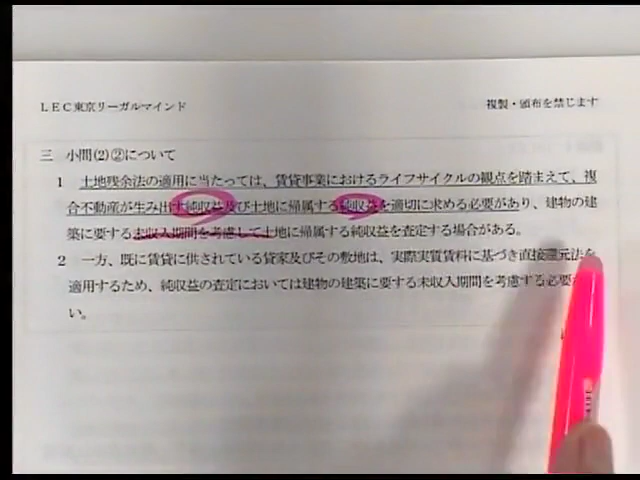 LEC東京リーガルマインド
複製・頒布を禁じます
三 小問(2)②について
1 土地残余法の適用に当たっては、賃貸事業におけるライフサイクルの観点を踏まえて、複
合不動産が生み出す純収益及び土地に帰属する純収益を適切に求める必要があり、建物の建
築に要する未収入期間を考慮して土地に帰属する純収益を査定する場合がある。
2 一方、既に賃貸に供されている貸家及びその敷地は、実際実質賃料に基づき直接還元法を
適用するため、純収益の査定においては建物の建築に要する未収入期間を考慮する必要が
い。